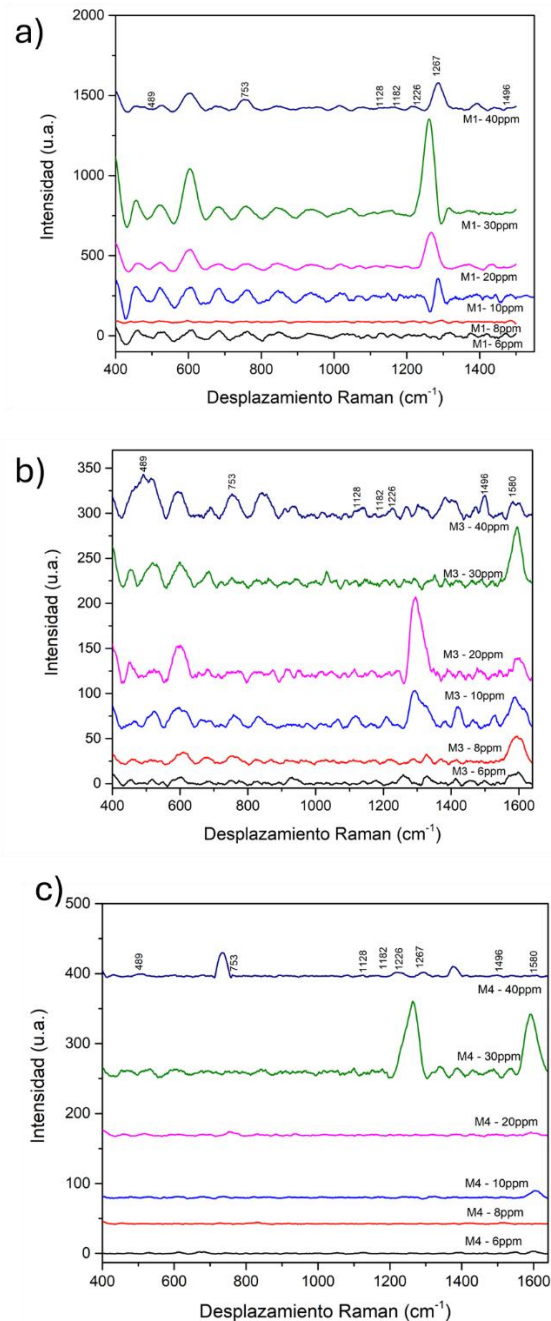 a)
2000
1500
1000
500
0
Intensidad (u.a.)
489
753
1128
1182
1226
1267
1496
M1- 40ppm
M1- 30ppm
M1- 20ppm
M1- 10ppm
M1- 8ppm
M1- 6ppm
400 600 800 1000 1200 1400
Desplazamiento Raman (cm⁻¹)
b)
350
300
250
200
150
100
50
0
Intensidad (u.a.)
489
753
1128
1182
1226
1496
1580
M3 - 40ppm
M3 - 30ppm
M3 - 20ppm
M3 - 10ppm
M3 - 8ppm
M3 - 6ppm
400 600 800 1000 1200 1400 1600
Desplazamiento Raman (cm⁻¹)
c)
500
400
300
200
100
0
Intensidad (u.a.)
489
753
1128
1182
1226
1267
1496
1580
M4 - 40ppm
M4 - 30ppm
M4 - 20ppm
M4 - 10ppm
M4 - 8ppm
M4 - 6ppm
400 600 800 1000 1200 1400 1600
Desplazamiento Raman (cm⁻¹)